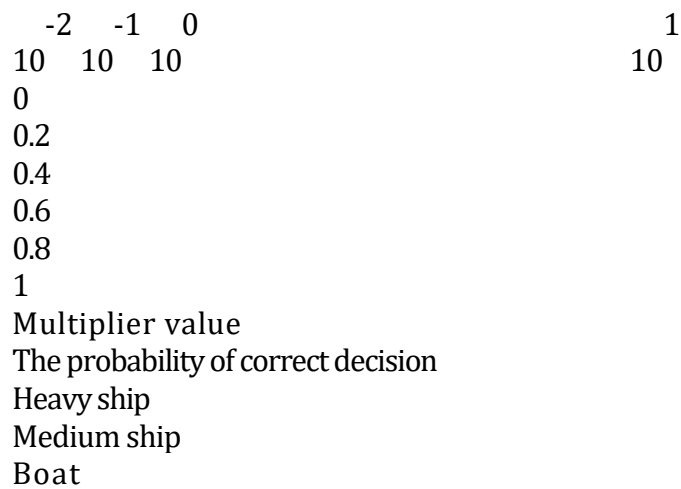 -2 -1 0 1
10 10 10 10
0
0.2
0.4
0.6
0.8
1
Multiplier value
The probability of correct decision
Heavy ship
Medium ship
Boat